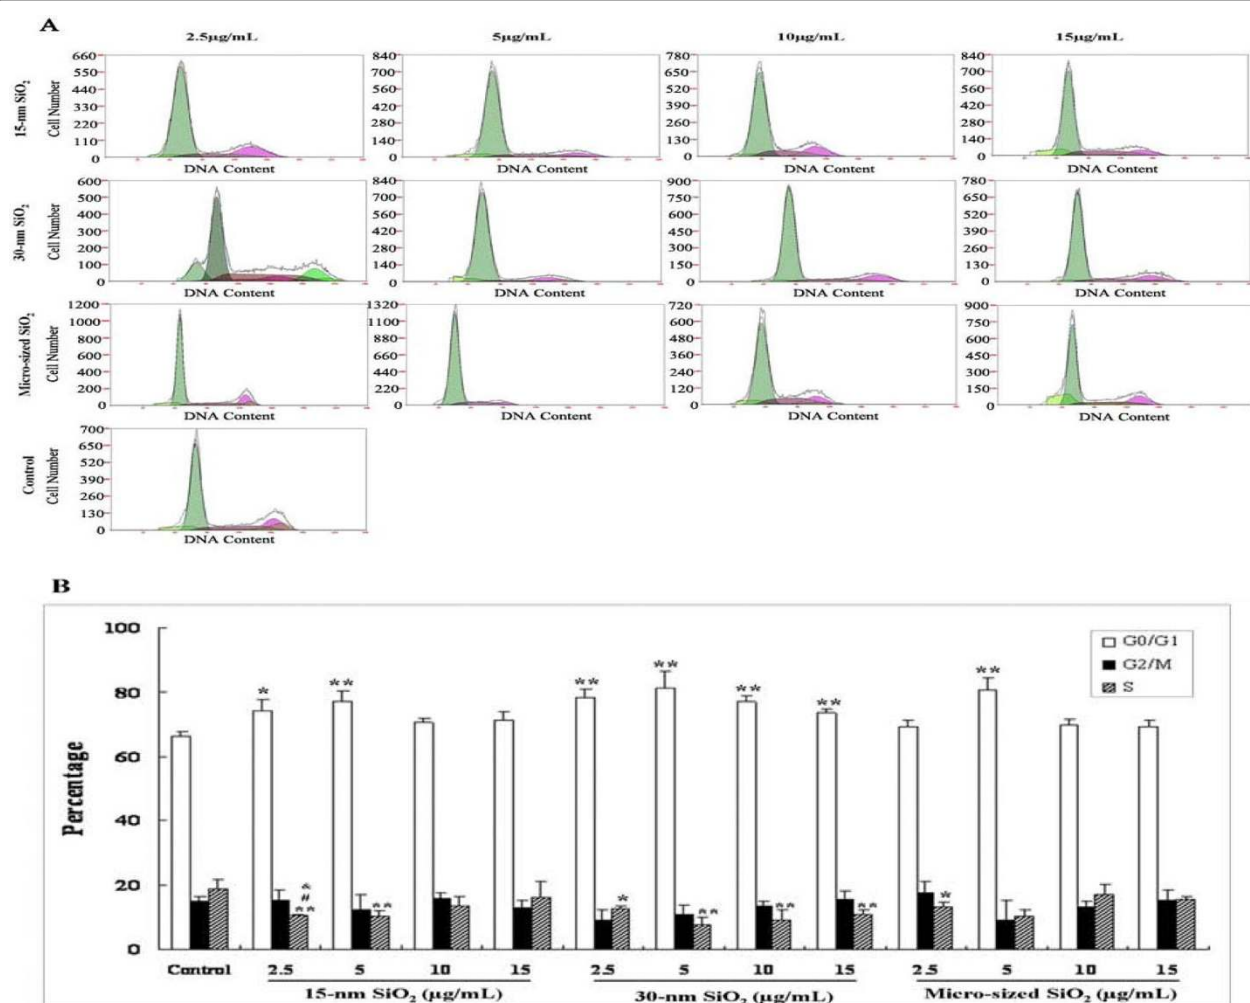 A
2.5μg/mL 5μg/mL 10μg/mL 15μg/mL
15-nm SiO₂
Cell Number
660 550 440 330 220 110 0
DNA Content
840 700 560 420 280 140 0
DNA Content
780 650 520 390 260 130 0
DNA Content
840 700 560 420 280 140 0
DNA Content
30-nm SiO₂
Cell Number
600 500 400 300 200 100 0
DNA Content
840 700 560 420 280 140 0
DNA Content
900 750 600 450 300 150 0
DNA Content
780 650 520 390 260 130 0
DNA Content
Micro-sized SiO₂
Cell Number
1200 1000 800 600 400 200 0
DNA Content
1320 1100 880 660 440 220 0
DNA Content
720 600 480 360 240 120 0
DNA Content
900 750 600 450 300 150 0
DNA Content
Control
Cell Number
700 650 520 390 260 130 0
DNA Content
B
Percentage
100
80
60
40
20
0
G0/G1
G2/M
S
* ** ** ** ** ** **
& # ** ** * ** ** ** *
Control 2.5 5 10 15 2.5 5 10 15 2.5 5 10 15
15-nm SiO₂ (μg/mL) 30-nm SiO₂ (μg/mL) Micro-sized SiO₂ (μg/mL)